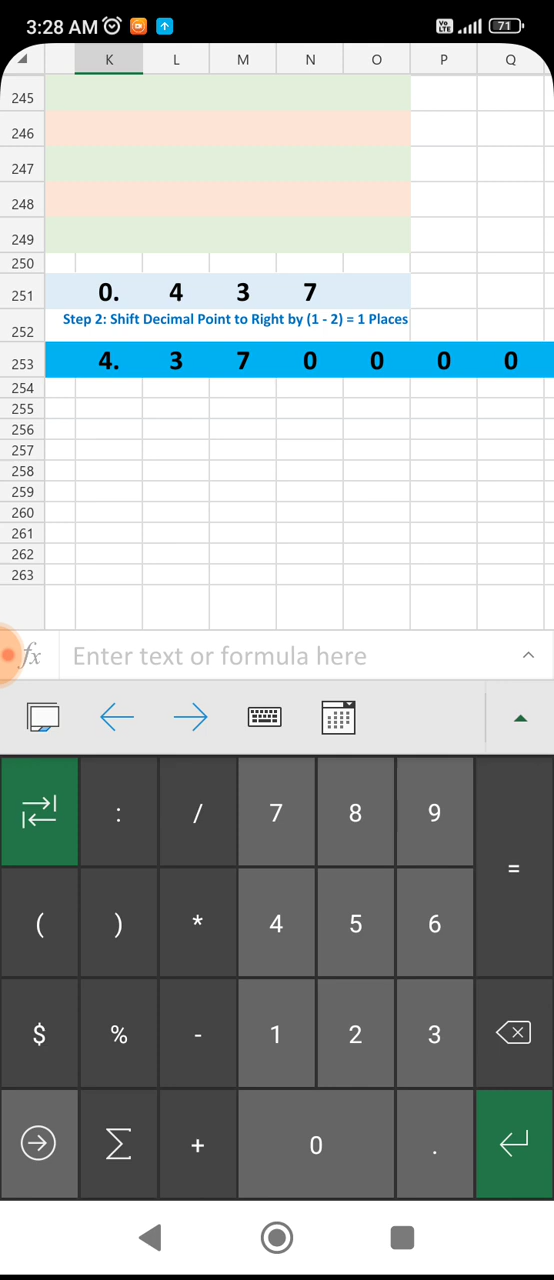 3:28 AM
Vo LTE
71
K L M N O P Q
245
246
247
248
249
250
251 0. 4 3 7
252 Step 2: Shift Decimal Point to Right by (1 - 2) = 1 Places
253 4. 3 7 0 0 0 0
254
255
256
257
258
259
260
261
262
263
fx Enter text or formula here
: / 7 8 9
=
( ) * 4 5 6
$ % - 1 2 3
Σ + 0 .